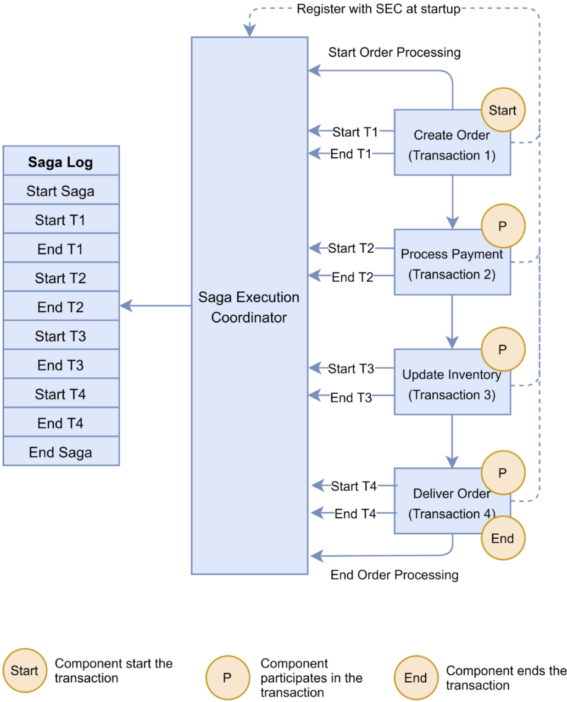 Register with SEC at startup
Start Order Processing
Start
Start T1
Create Order
End T1
(Transaction 1)
Saga Log
Start Saga
Start T1
End T1
Start T2
End T2
Start T3
End T3
Start T4
End T4
End Saga
Saga Execution
Coordinator
P
Start T2
Process Payment
End T2
(Transaction 2)
P
Start T3
Update Inventory
End T3
(Transaction 3)
P
Start T4
Deliver Order
End T4
(Transaction 4)
End
End Order Processing
Start
Component start the
transaction
P
Component
participates in the
transaction
End
Component ends the
transaction